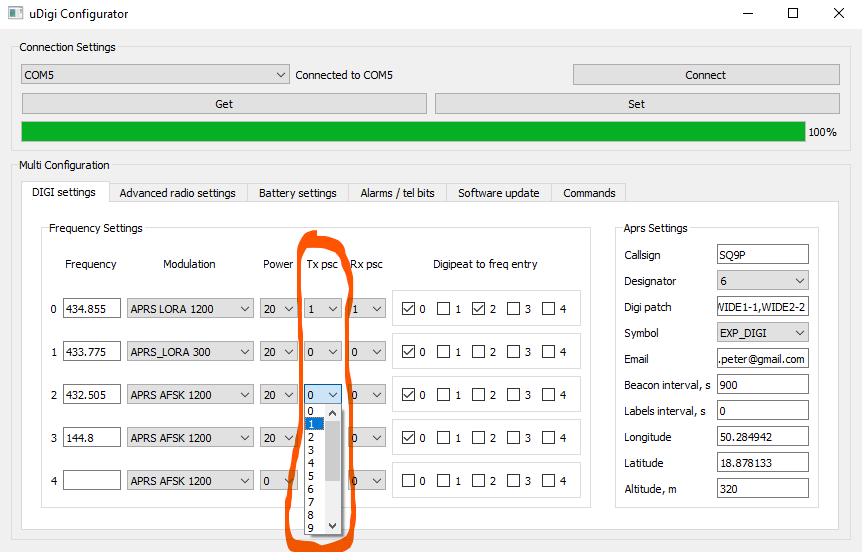 uDigi Configurator
Connection Settings
COM5 Connected to COM5 Connect
Get Set
100%
Multi Configuration
DIGI settings Advanced radio settings Battery settings Alarms / tel bits Software update Commands
Frequency Settings
Frequency Modulation Power Tx psc Rx psc Digipeat to freq entry
0 434.855 APRS LORA 1200 20 1 1 0 1 2 3 4
1 433.775 APRS_LORA 300 20 0 0 0 1 2 3 4
2 432.505 APRS AFSK 1200 20 0 0 0 1 2 3 4
0
1
2
3
4
5
6
7
8
9
3 144.8 APRS AFSK 1200 20 0 0 1 2 3 4
4 APRS AFSK 1200 0 0 0 1 2 3 4
Aprs Settings
Callsign SQ9P
Designator 6
Digi patch WIDE1-1,WIDE2-2
Symbol EXP_DIGI
Email .peter@gmail.com
Beacon interval, s 900
Labels interval, s 0
Longitude 50.284942
Latitude 18.878133
Altitude, m 320